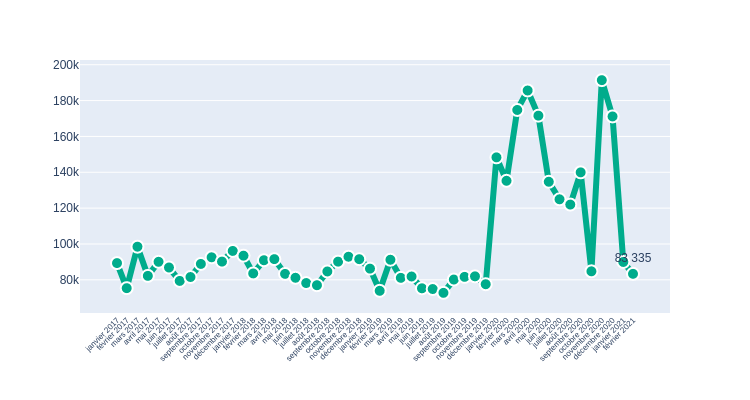 200k
180k
160k
140k
120k
100k
80k
83 335
janvier 2017
février 2017
mars 2017
avril 2017
mai 2017
juin 2017
juillet 2017
août 2017
septembre 2017
octobre 2017
novembre 2017
décembre 2017
janvier 2018
février 2018
mars 2018
avril 2018
mai 2018
juin 2018
juillet 2018
août 2018
septembre 2018
octobre 2018
novembre 2018
décembre 2018
janvier 2019
février 2019
mars 2019
avril 2019
mai 2019
juin 2019
juillet 2019
août 2019
septembre 2019
octobre 2019
novembre 2019
décembre 2019
janvier 2020
février 2020
mars 2020
avril 2020
mai 2020
juin 2020
juillet 2020
août 2020
septembre 2020
octobre 2020
novembre 2020
décembre 2020
janvier 2021
février 2021